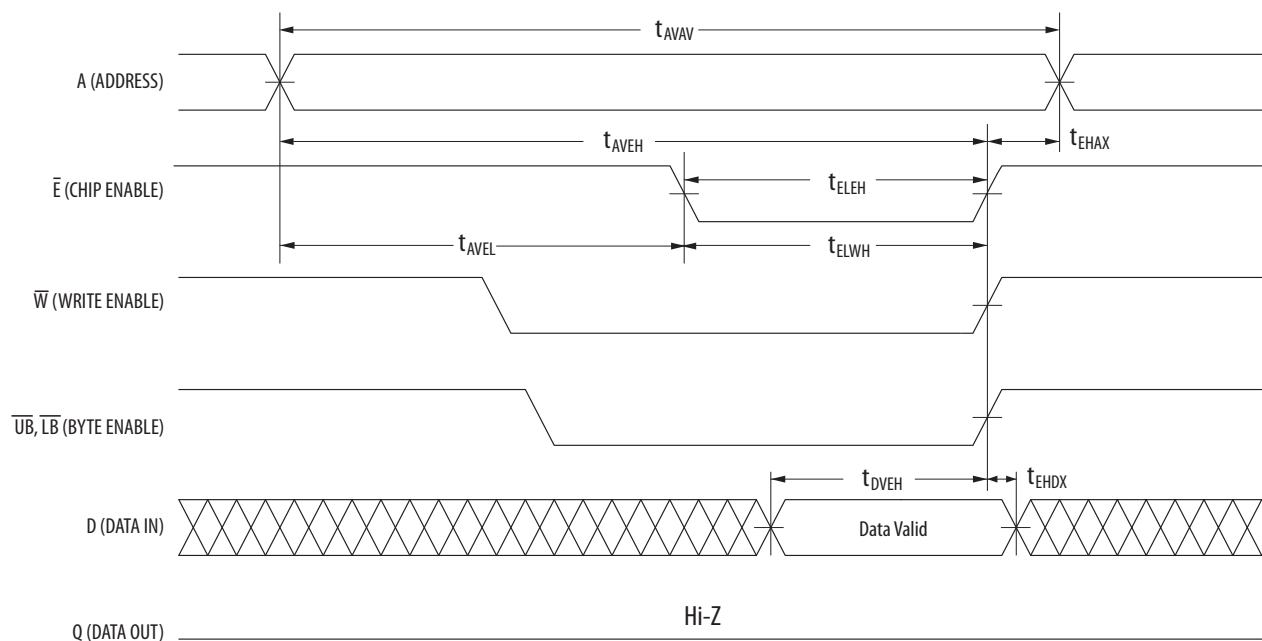 tAVAV
A (ADDRESS)
tAVEH
tEHAX
E̅ (CHIP ENABLE)
tELEH
tAVEL
tELWH
W̅ (WRITE ENABLE)
U̅B̅, L̅B̅ (BYTE ENABLE)
tDVEH
tEHDX
D (DATA IN)
Data Valid
Hi-Z
Q (DATA OUT)